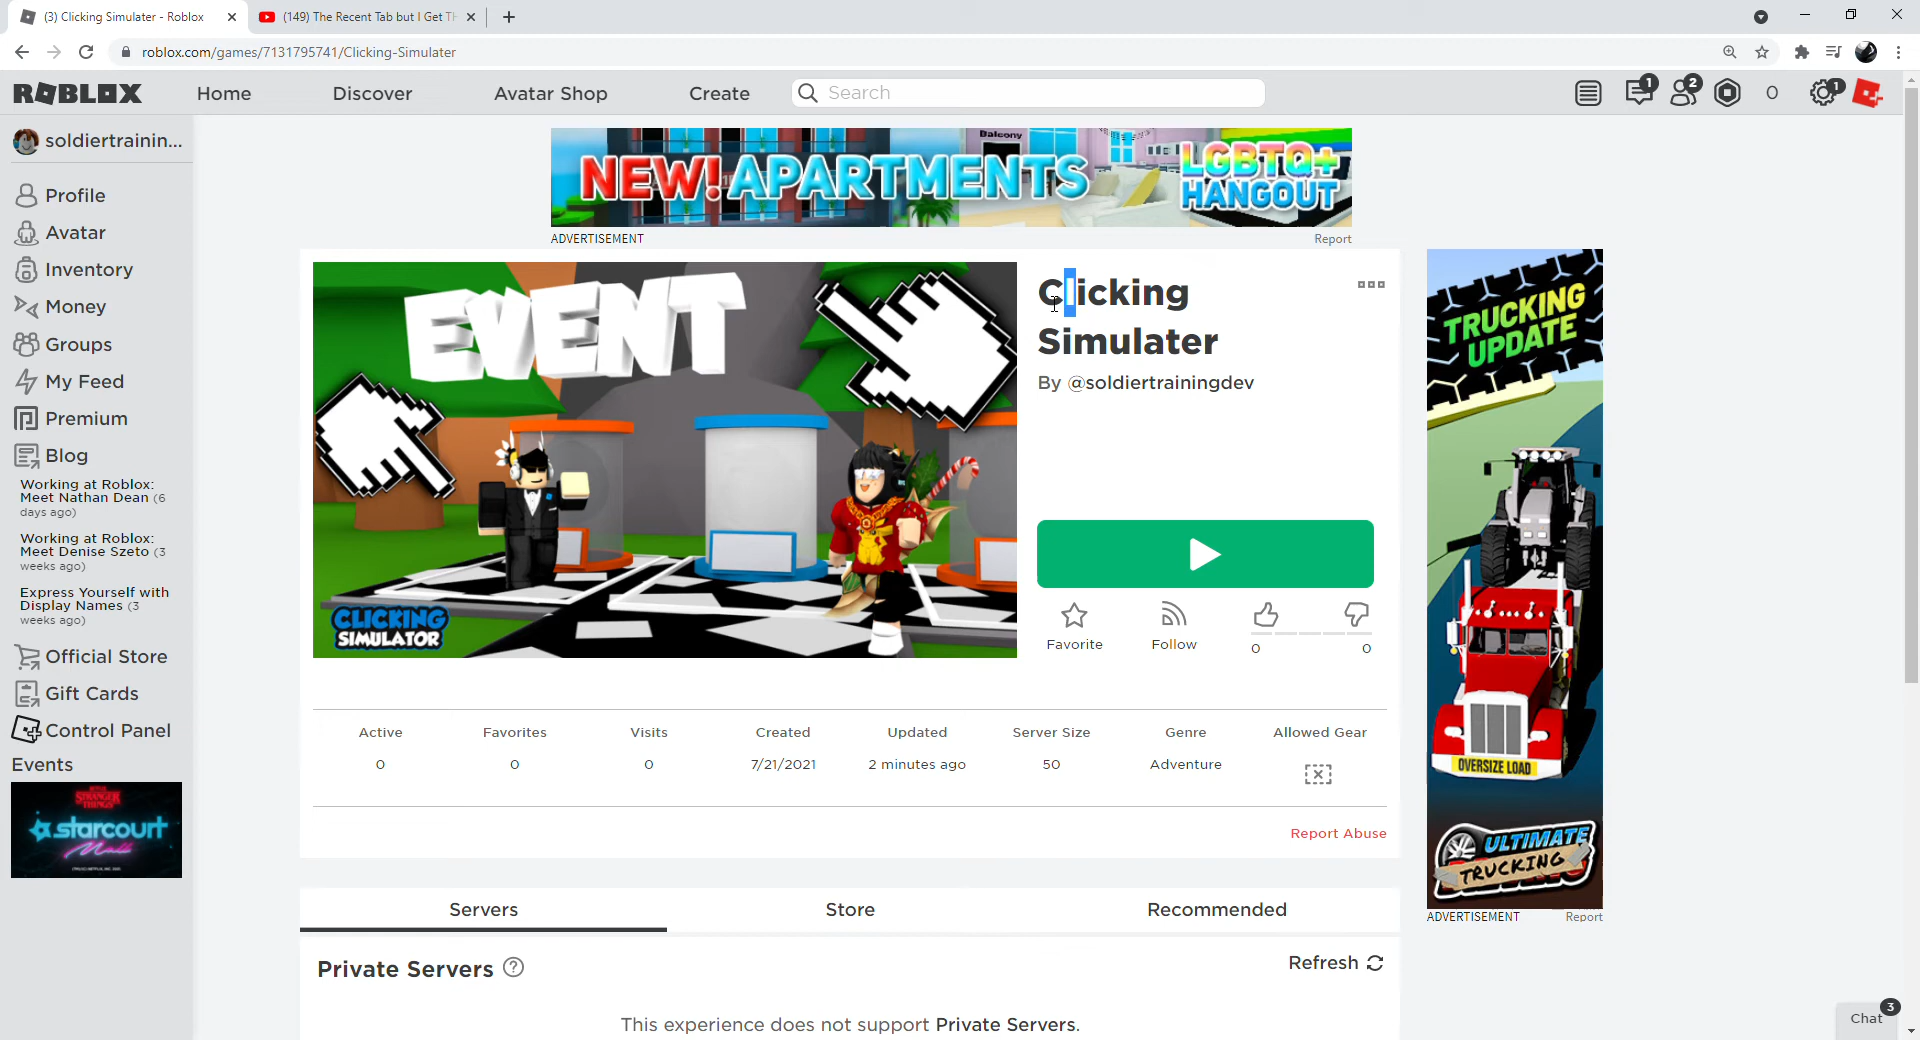 (3) Clicking Simulater - Roblox
(149) The Recent Tab but I Get Th
roblox.com/games/7131795741/Clicking-Simulater
ROBLOX
Home
Discover
Avatar Shop
Create
Search
1
2
0
1
soldiertrainin...
Profile
Avatar
Inventory
Money
Groups
My Feed
Premium
Blog
Working at Roblox:
Meet Nathan Dean (6
days ago)
Working at Roblox:
Meet Denise Szeto (3
weeks ago)
Express Yourself with
Display Names (3
weeks ago)
Official Store
Gift Cards
Control Panel
Events
STRANGER
THINGS
starcourt
Mall
Balcony
NEW! APARTMENTS
LGBTQ+
HANGOUT
ADVERTISEMENT
Report
EVENT
CLICKING
SIMULATOR
Clicking
Simulater
By @soldiertrainingdev
Favorite
Follow
0
0
Active
Favorites
Visits
Created
Updated
Server Size
Genre
Allowed Gear
0
0
0
7/21/2021
2 minutes ago
50
Adventure
Report Abuse
TRUCKING
UPDATE
OVERSIZE LOAD
ULTIMATE
TRUCKING
ADVERTISEMENT
Report
Servers
Store
Recommended
Private Servers
Refresh
This experience does not support Private Servers.
Chat
3